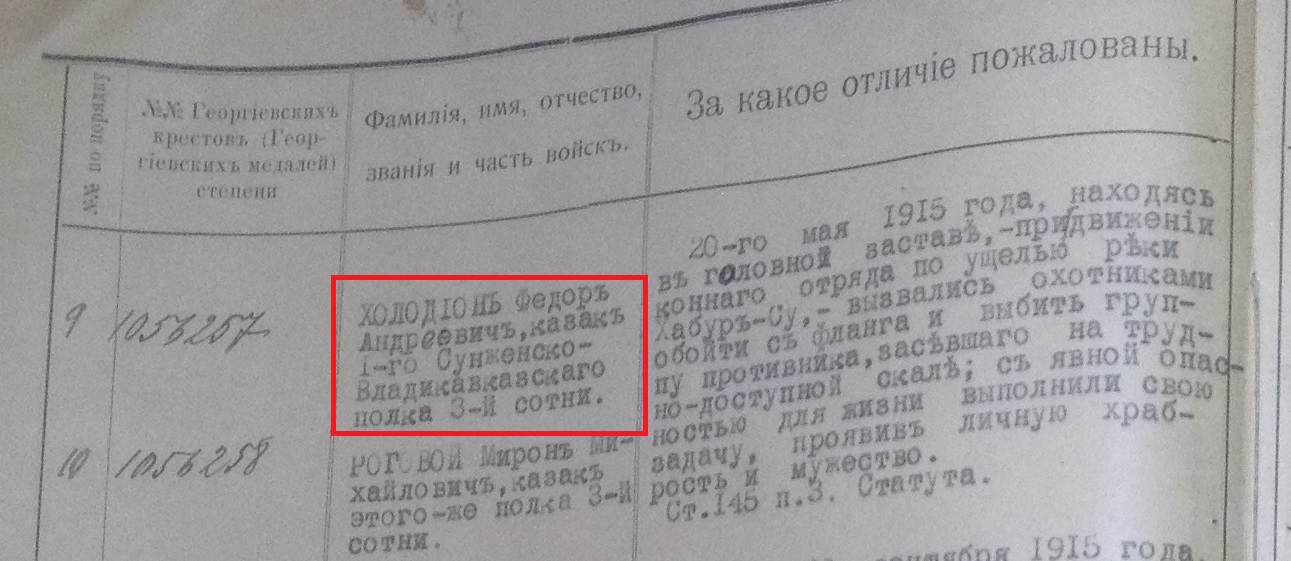 №№ по порядку
№№ Георгіевскихъ
крестовъ (Геор-
гіевскихъ медалей)
степени
Фамилія, имя, отчество,
званія и часть войскъ.
За какое отличіе пожалованы.
9
1056257
ХОЛОДІОНЪ Федоръ
Андреевичъ,казакъ
I-го Сунженско-
Владикавказскаго
полка 3-й сотни.
10
1056258
РОГОВОЙ Миронъ Ми-
хайловичъ,казакъ
этого-же полка 3-й
сотни.
20-го мая 1915 года, находясь
въ головной заставѣ,-при движеніи
коннаго отряда по ущелью рѣки
Хабуръ-Су,- вызвались охотниками
обойти съ фланга и выбить груп-
пу противника,засѣвшаго на труд-
но-доступной скалѣ; съ явной опас-
ностью для жизни выполнили свою
задачу, проявивъ личную храб-
рость и мужество.
Ст.145 п.3. Статута.
1915 года.